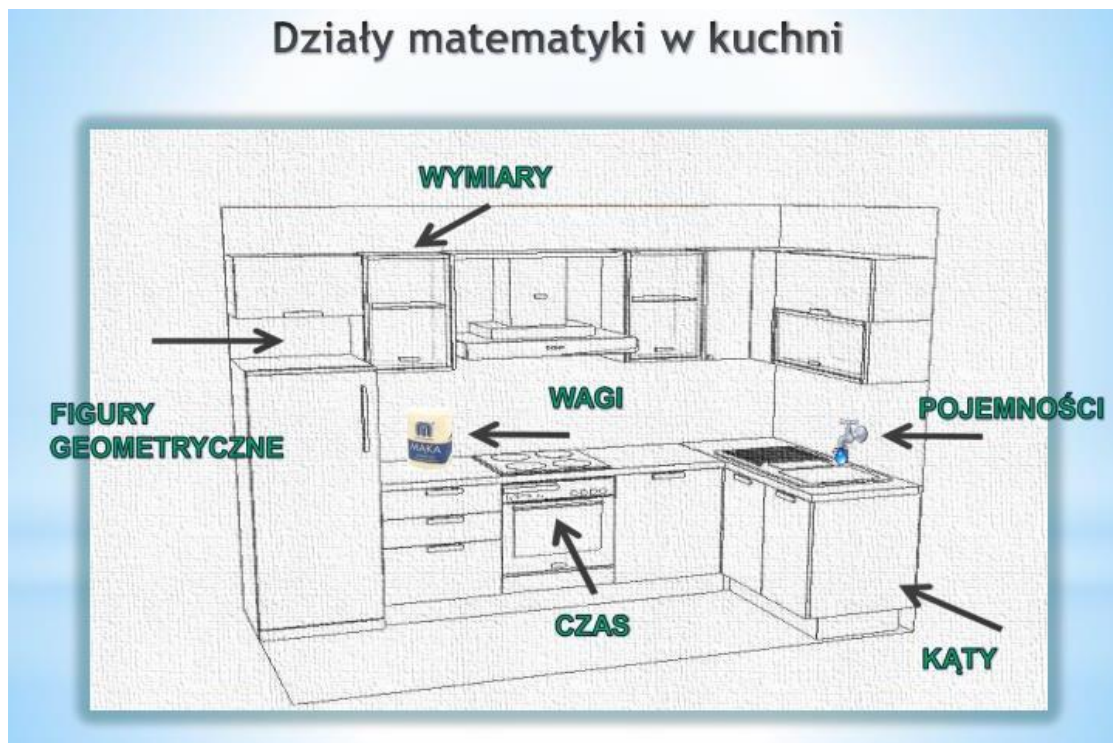 Działy matematyki w kuchni
WYMIARY
FIGURY
GEOMETRYCZNE
WAGI
POJEMNOŚCI
MĄKA
CZAS
KĄTY